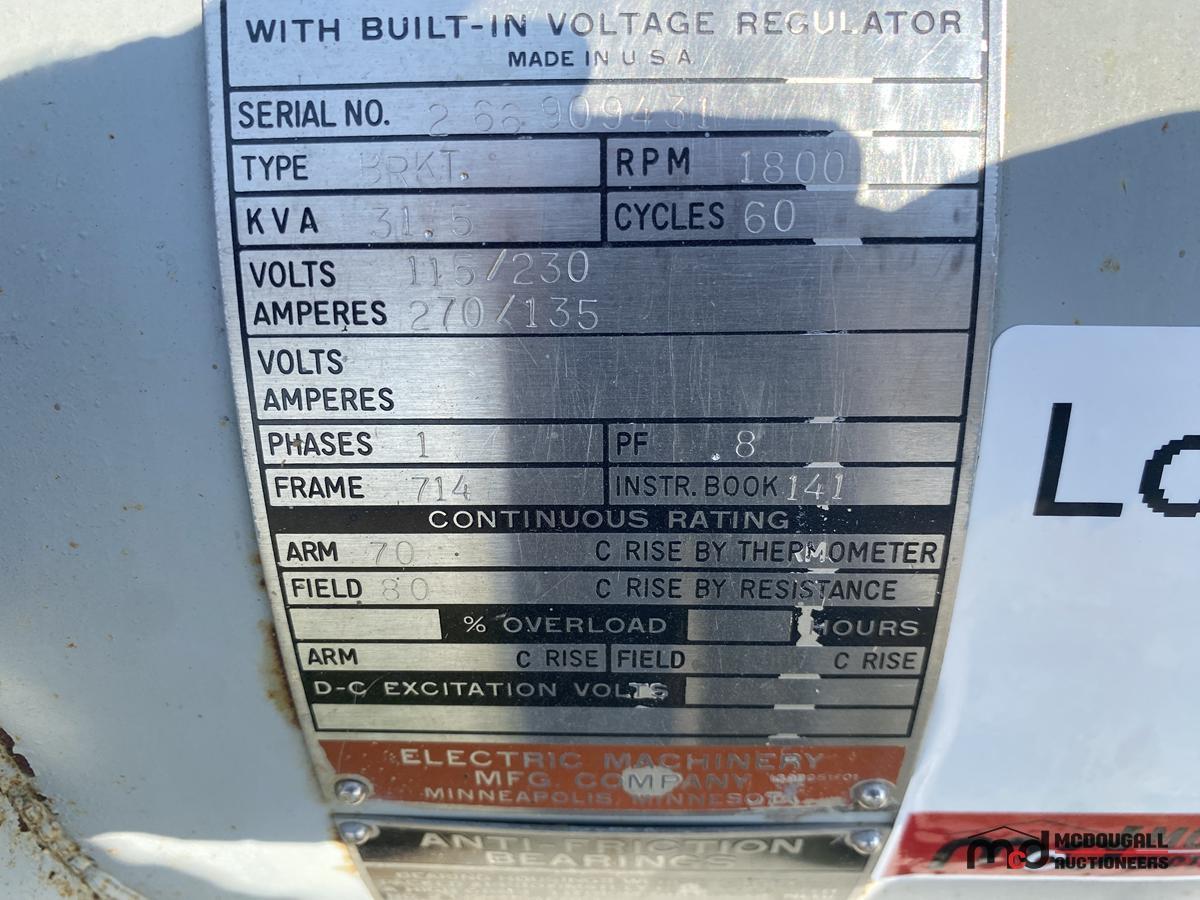 WITH BUILT-IN VOLTAGE REGULATOR
MADE IN U S A
SERIAL NO. 266909431
TYPE BRKT. RPM 1800
KVA 31.5 CYCLES 60
VOLTS 115/230
AMPERES 270/135
VOLTS
AMPERES
PHASES 1 PF .8
FRAME 714 INSTR. BOOK 141
CONTINUOUS RATING
ARM 70 C RISE BY THERMOMETER
FIELD 80 C RISE BY RESISTANCE
% OVERLOAD HOURS
ARM C RISE FIELD C RISE
D-C EXCITATION VOLTS
ELECTRIC MACHINERY
MFG. COMPANY
MINNEAPOLIS, MINNESOTA
BEARINGS
Lo
McD MCDOUGALL
AUCTIONEERS